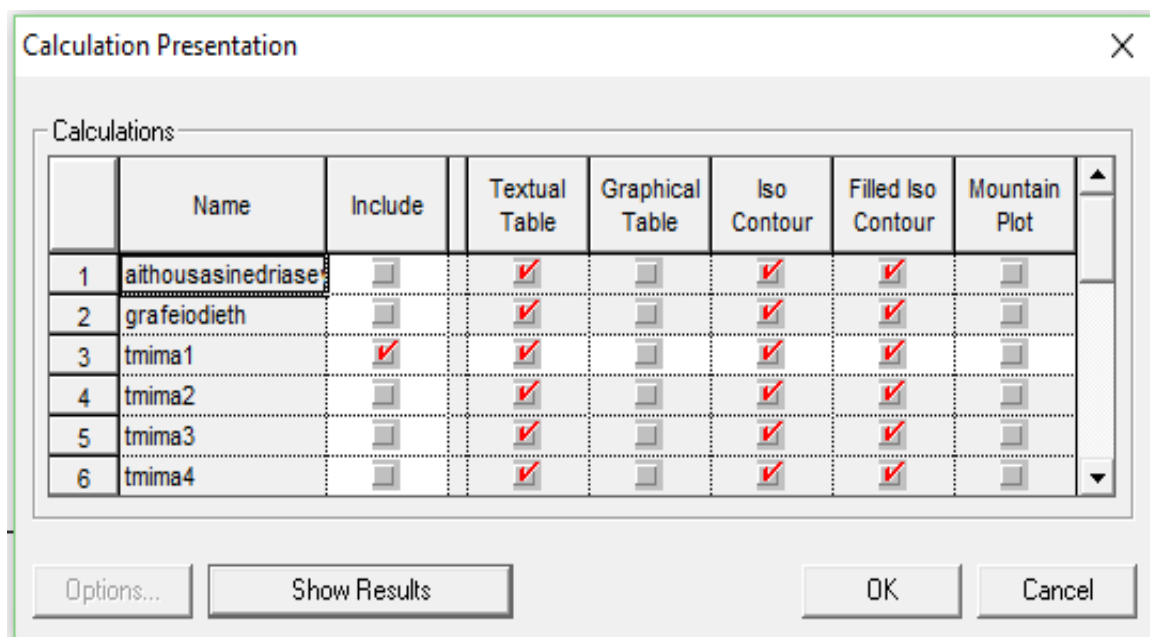 Calculation Presentation
Calculations
Name Include Textual Table Graphical Table Iso Contour Filled Iso Contour Mountain Plot
1 aithousasinedriase
2 grafeiodieth
3 tmima1
4 tmima2
5 tmima3
6 tmima4
Options... Show Results OK Cancel